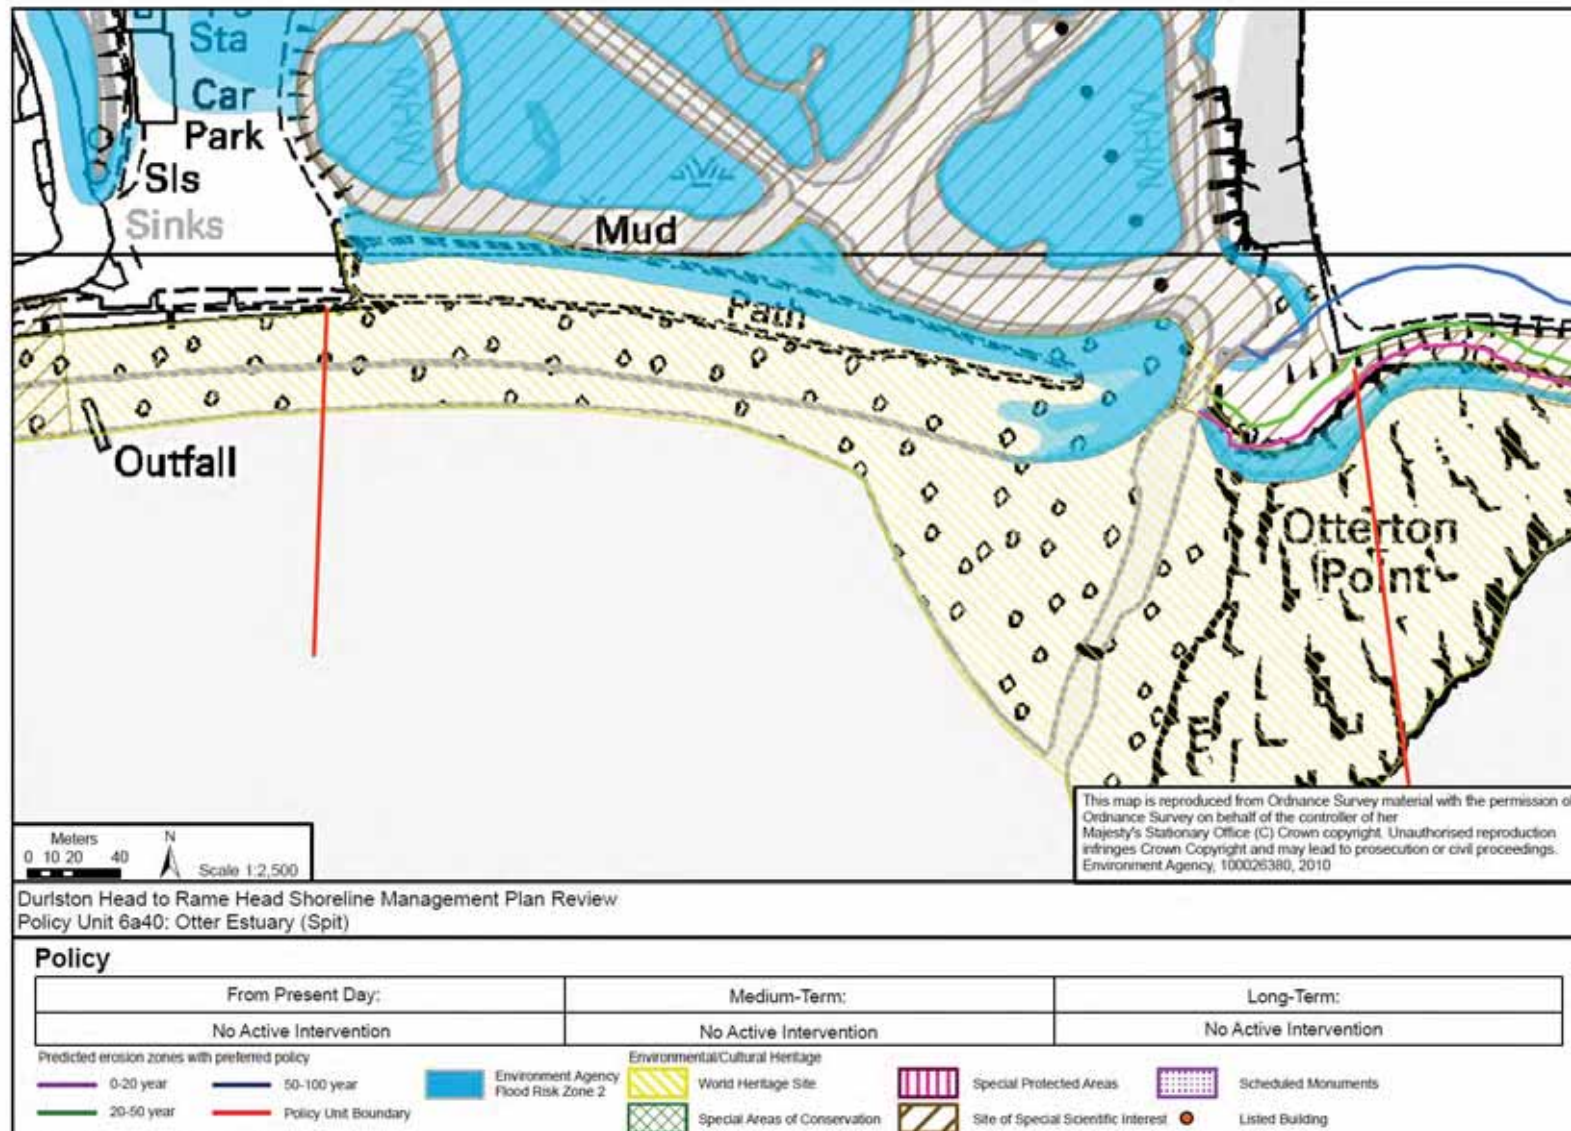 Sta
Car
Park
Sls
Sinks
MHW
MHW
Mud
Path
Outfall
Otterton
Point
Meters
0 10 20 40
N
Scale 1:2,500
This map is reproduced from Ordnance Survey material with the permission of
Ordnance Survey on behalf of the controller of her
Majesty's Stationary Office (C) Crown copyright. Unauthorised reproduction
infringes Crown Copyright and may lead to prosecution or civil proceedings.
Environment Agency, 100026380, 2010
Durlston Head to Rame Head Shoreline Management Plan Review
Policy Unit 6a40: Otter Estuary (Spit)
Policy
From Present Day: Medium-Term: Long-Term:
No Active Intervention No Active Intervention No Active Intervention
Predicted erosion zones with preferred policy
0-20 year
50-100 year
20-50 year
Policy Unit Boundary
Environment Agency
Flood Risk Zone 2
Environmental/Cultural Heritage
World Heritage Site
Special Protected Areas
Scheduled Monuments
Special Areas of Conservation
Site of Special Scientific Interest
Listed Building